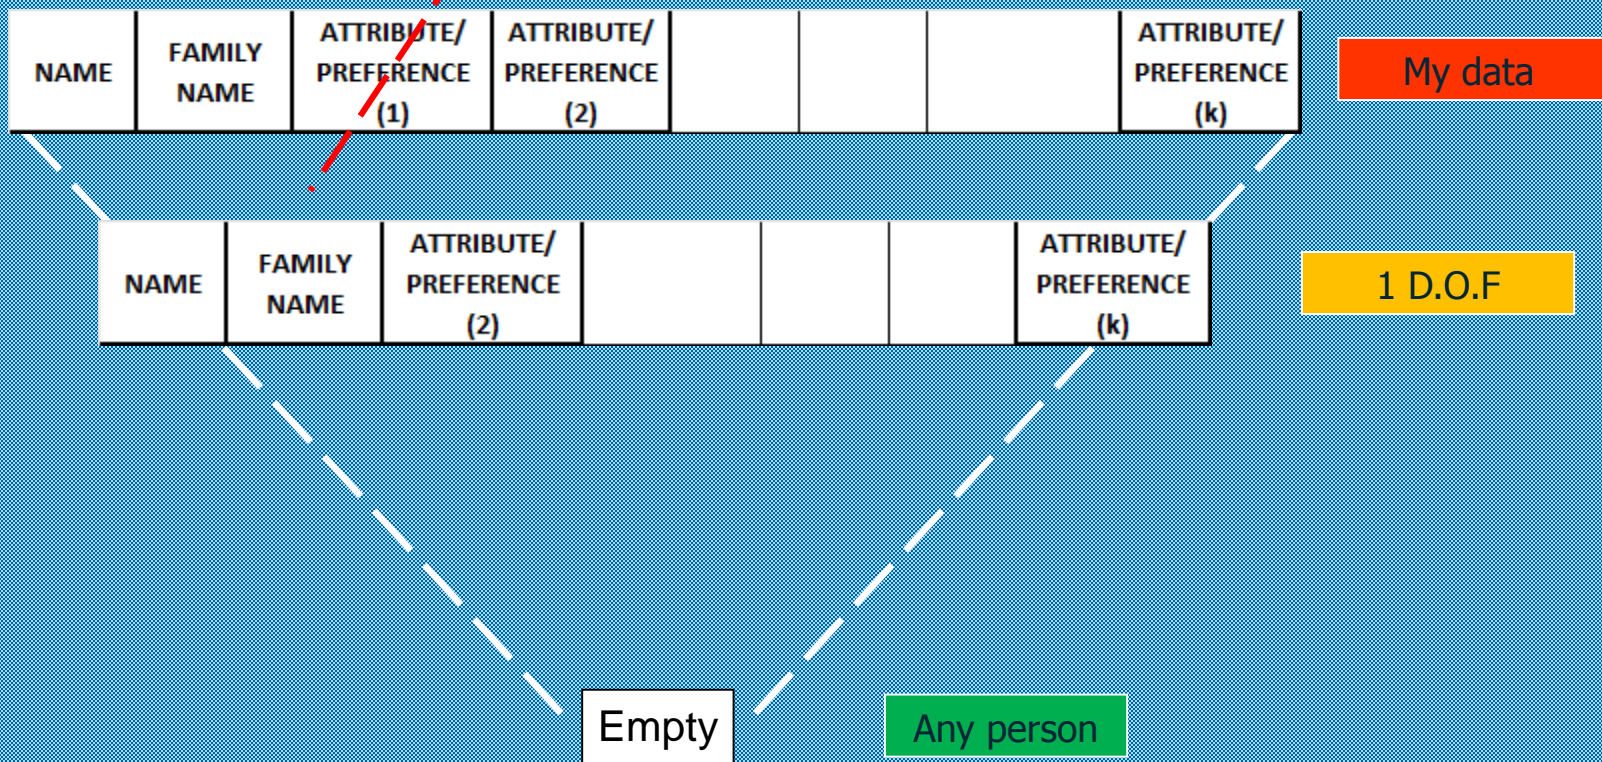 NAME
FAMILY
NAME
ATTRIBUTE/
PREFERENCE
(1)
ATTRIBUTE/
PREFERENCE
(2)
ATTRIBUTE/
PREFERENCE
(k)
My data
NAME
FAMILY
NAME
ATTRIBUTE/
PREFERENCE
(2)
ATTRIBUTE/
PREFERENCE
(k)
1 D.O.F
Empty
Any person